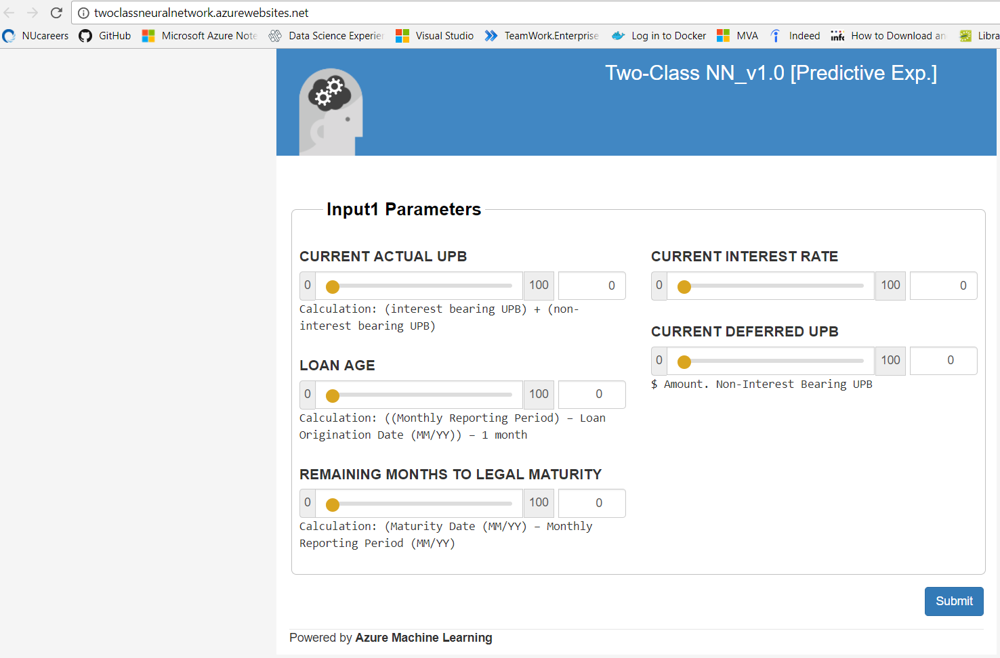 twoclassneuralnetwork.azurewebsites.net
NUcareers GitHub Microsoft Azure Note Data Science Experien Visual Studio TeamWork.Enterprise Log in to Docker MVA Indeed How to Download an Libra
Two-Class NN_v1.0 [Predictive Exp.]
Input1 Parameters
CURRENT ACTUAL UPB
0 100 0
Calculation: (interest bearing UPB) + (non-
interest bearing UPB)
LOAN AGE
0 100 0
Calculation: ((Monthly Reporting Period) – Loan
Origination Date (MM/YY)) – 1 month
REMAINING MONTHS TO LEGAL MATURITY
0 100 0
Calculation: (Maturity Date (MM/YY) – Monthly
Reporting Period (MM/YY)
CURRENT INTEREST RATE
0 100 0
CURRENT DEFERRED UPB
0 100 0
$ Amount. Non-Interest Bearing UPB
Submit
Powered by Azure Machine Learning